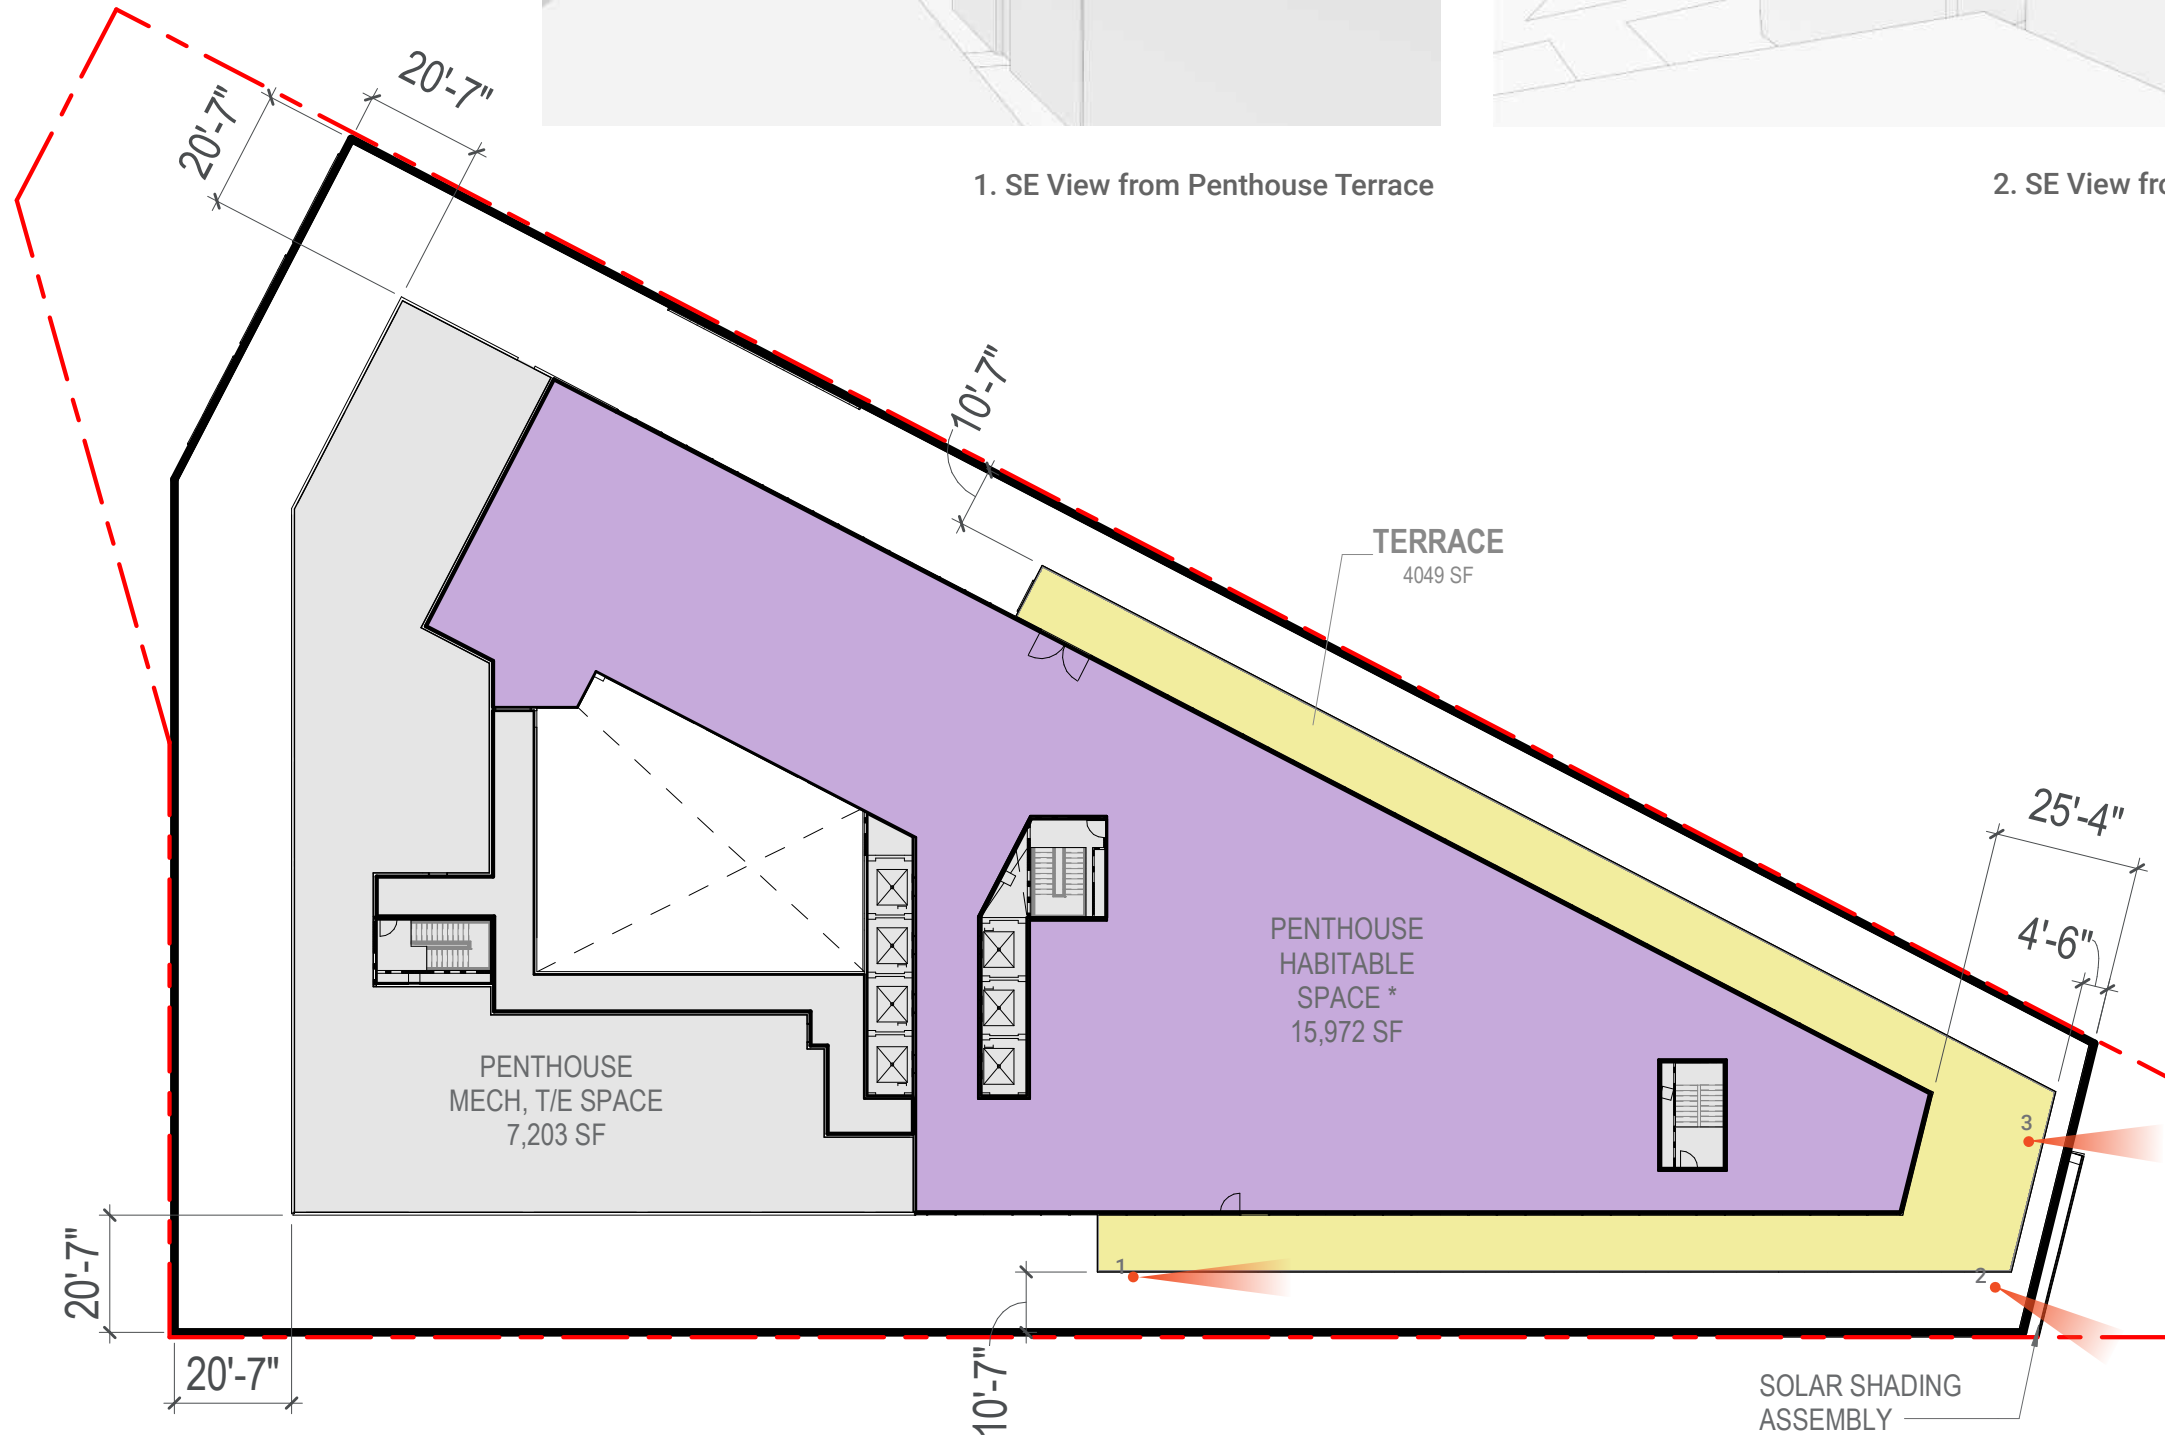 20'-7"
20'-7"
1. SE View from Penthouse Terrace
2. SE View
10'-7"
TERRACE
4049 SF
25'-4"
4'-6"
PENTHOUSE
HABITABLE
SPACE *
15,972 SF
PENTHOUSE
MECH, T/E SPACE
7,203 SF
3
1
2
20'-7"
20'-7"
10'-7"
SOLAR SHADING
ASSEMBLY